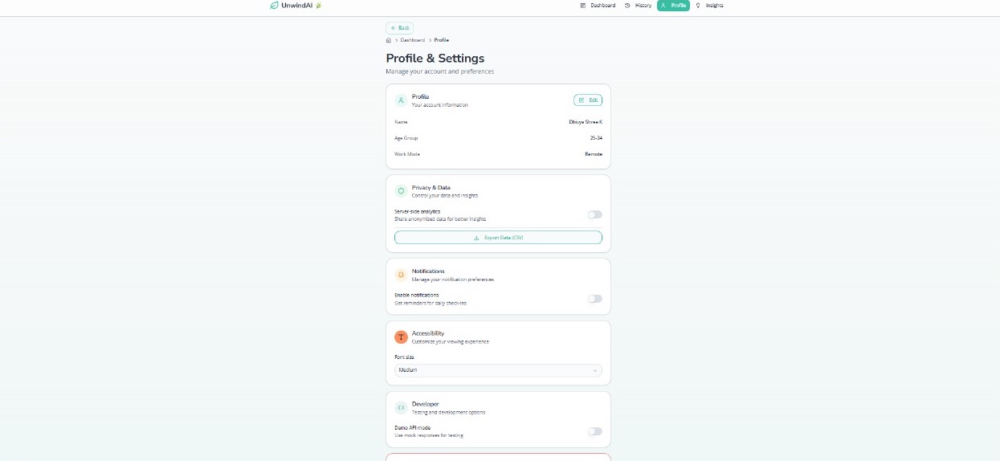 UnwindAI
Dashboard History Profile Insights
Back
Dashboard Profile
Profile & Settings
Manage your account and preferences
Profile
Your account information
Edit
Name Dhivya Shree K
Age Group 25-34
Work Mode Remote
Privacy & Data
Control your data and insights
Server-side analytics
Share anonymized data for better insights
Export Data (CSV)
Notifications
Manage your notification preferences
Enable notifications
Get reminders for daily check-ins
T
Accessibility
Customize your viewing experience
Font size
Medium
Developer
Testing and development options
Demo API mode
Use mock responses for testing